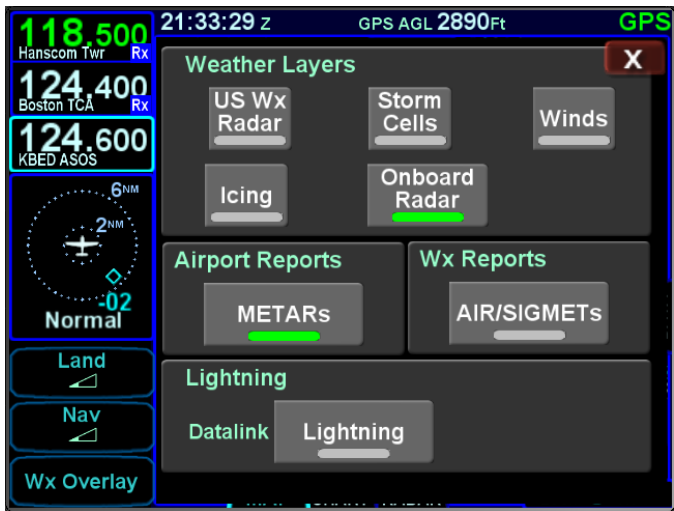 118.500
Hanscom Twr Rx
124.400
Boston TCA Rx
124.600
KBED ASOS
6NM
2NM
-02
Normal
Land
Nav
Wx Overlay
21:33:29 Z GPS AGL 2890Ft GPS
Weather Layers X
US Wx
Radar
Storm
Cells
Winds
Icing
Onboard
Radar
Airport Reports
METARs
Wx Reports
AIR/SIGMETs
Lightning
Datalink Lightning